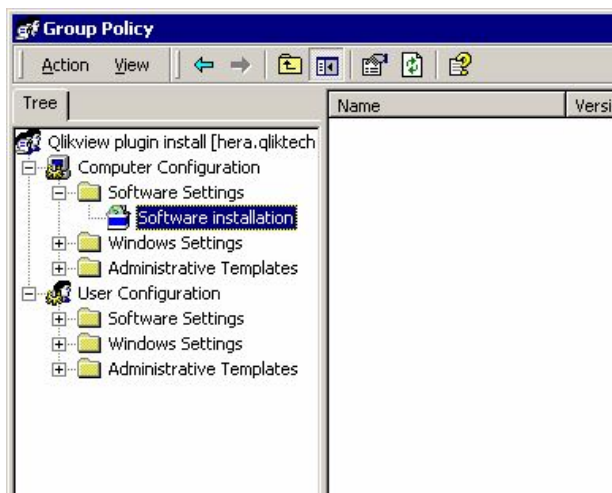 Group Policy
Action View
Tree
Name Versi
Qlikview plugin install [hera.qliktech
Computer Configuration
Software Settings
Software installation
Windows Settings
Administrative Templates
User Configuration
Software Settings
Windows Settings
Administrative Templates